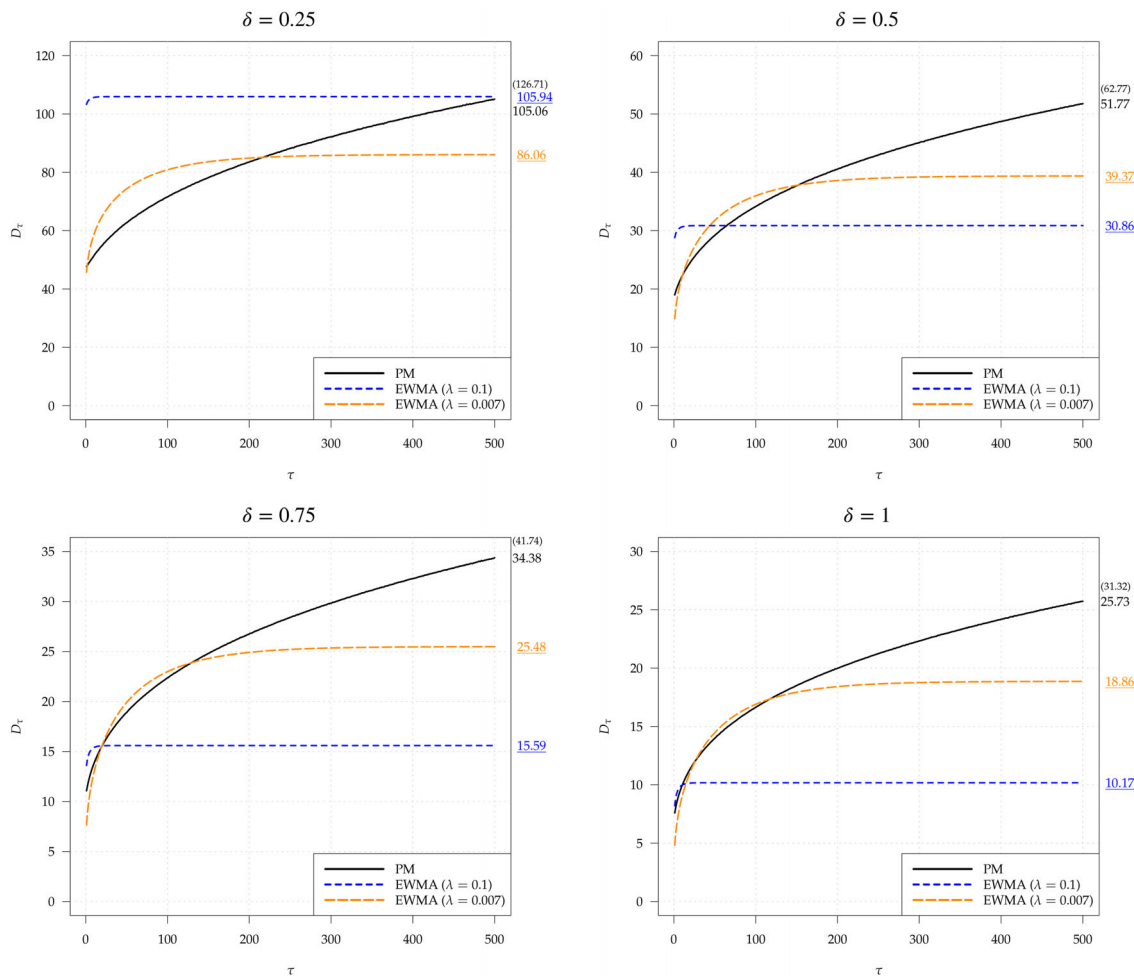 δ = 0.25
120
100
80
60
40
20
0
D_τ
(126.71)
105.94
105.06
86.06
PM
EWMA (λ = 0.1)
EWMA (λ = 0.007)
0 100 200 300 400 500
τ
δ = 0.5
60
50
40
30
20
10
0
D_τ
(62.77)
51.77
39.37
30.86
PM
EWMA (λ = 0.1)
EWMA (λ = 0.007)
0 100 200 300 400 500
τ
δ = 0.75
35
30
25
20
15
10
5
0
D_τ
(41.74)
34.38
25.48
15.59
PM
EWMA (λ = 0.1)
EWMA (λ = 0.007)
0 100 200 300 400 500
τ
δ = 1
30
25
20
15
10
5
0
D_τ
(31.32)
25.73
18.86
10.17
PM
EWMA (λ = 0.1)
EWMA (λ = 0.007)
0 100 200 300 400 500
τ